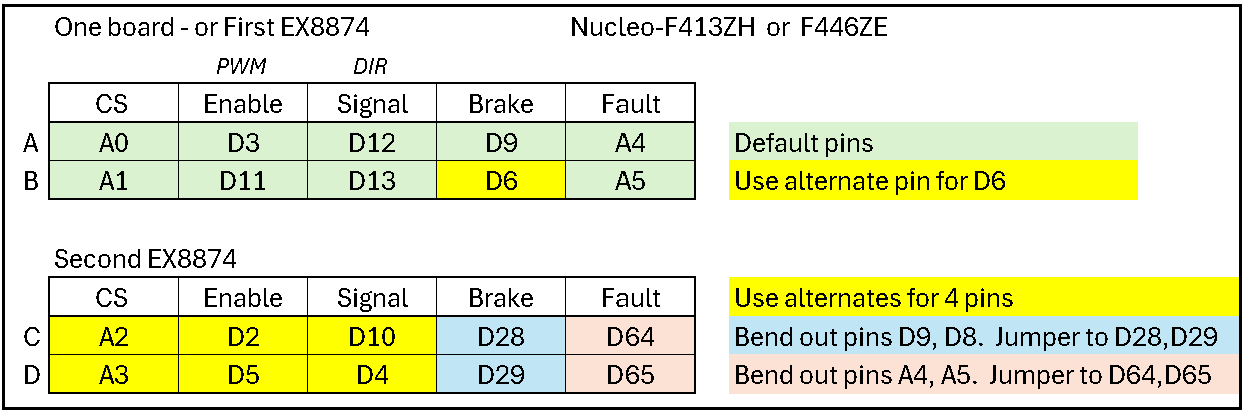 One board - or First EX8874 Nucleo-F413ZH or F446ZE
PWM DIR
CS Enable Signal Brake Fault
A A0 D3 D12 D9 A4 Default pins
B A1 D11 D13 D6 A5 Use alternate pin for D6
Second EX8874
CS Enable Signal Brake Fault Use alternates for 4 pins
C A2 D2 D10 D28 D64 Bend out pins D9, D8. Jumper to D28,D29
D A3 D5 D4 D29 D65 Bend out pins A4, A5. Jumper to D64,D65